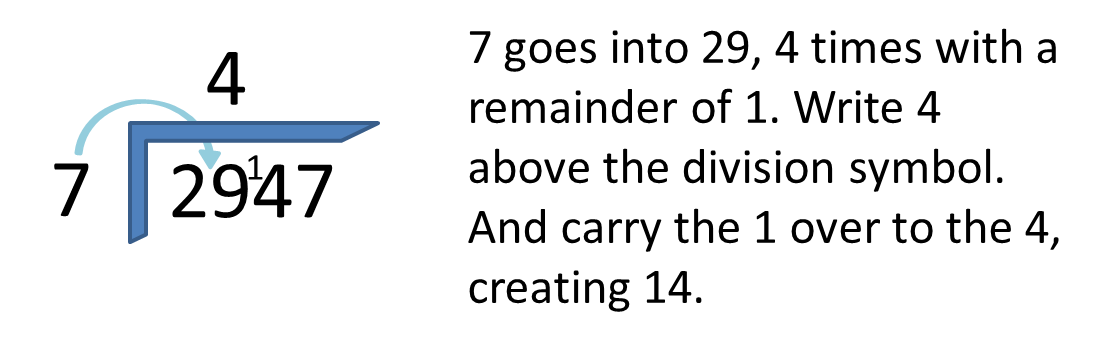 4
7 29147
7 goes into 29, 4 times with a
remainder of 1. Write 4
above the division symbol.
And carry the 1 over to the 4,
creating 14.